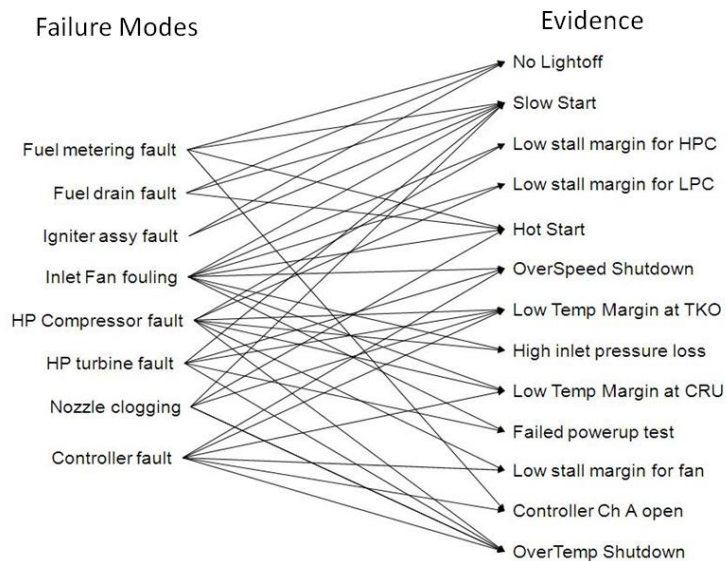 Failure Modes
Evidence
Fuel metering fault
Fuel drain fault
Igniter assy fault
Inlet Fan fouling
HP Compressor fault
HP turbine fault
Nozzle clogging
Controller fault
No Lightoff
Slow Start
Low stall margin for HPC
Low stall margin for LPC
Hot Start
OverSpeed Shutdown
Low Temp Margin at TKO
High inlet pressure loss
Low Temp Margin at CRU
Failed powerup test
Low stall margin for fan
Controller Ch A open
OverTemp Shutdown